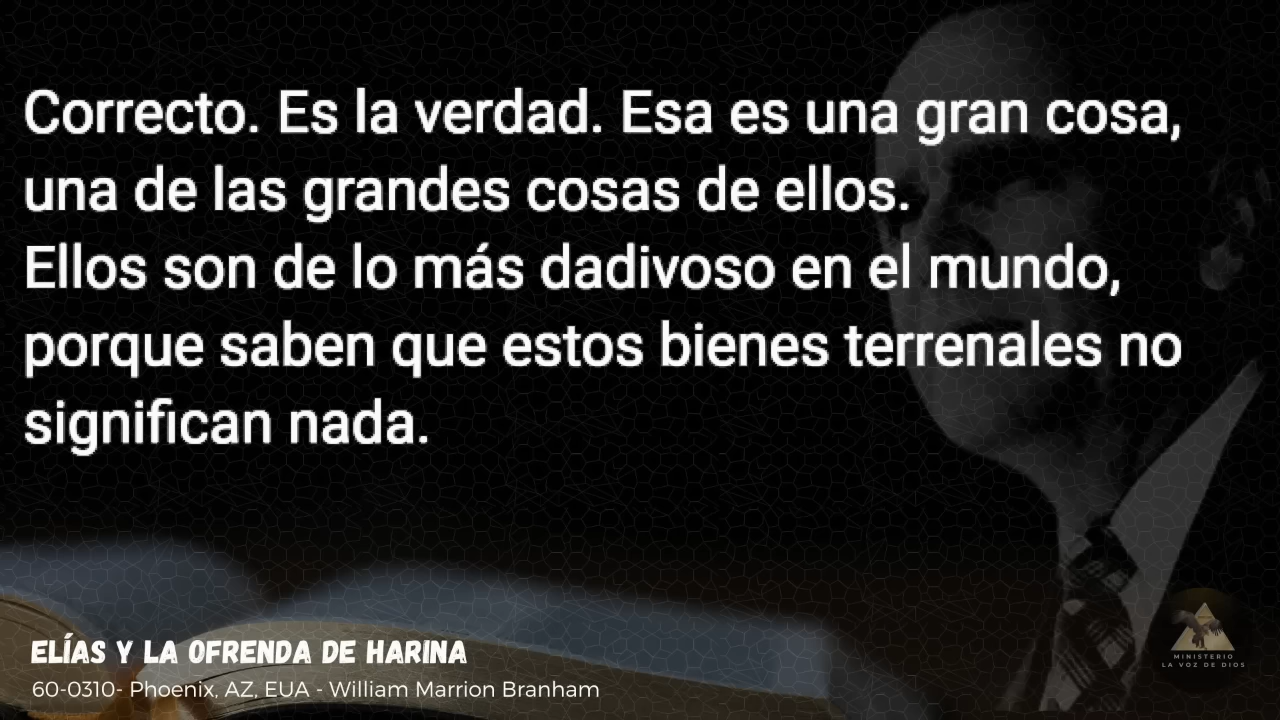 Correcto. Es la verdad. Esa es una gran cosa,
una de las grandes cosas de ellos.
Ellos son de lo más dadivoso en el mundo,
porque saben que estos bienes terrenales no
significan nada.
ELÍAS Y LA OFRENDA DE HARINA
60-0310- Phoenix, AZ, EUA - William Marrion Branham
MINISTERIO
LA VOZ DE DIOS